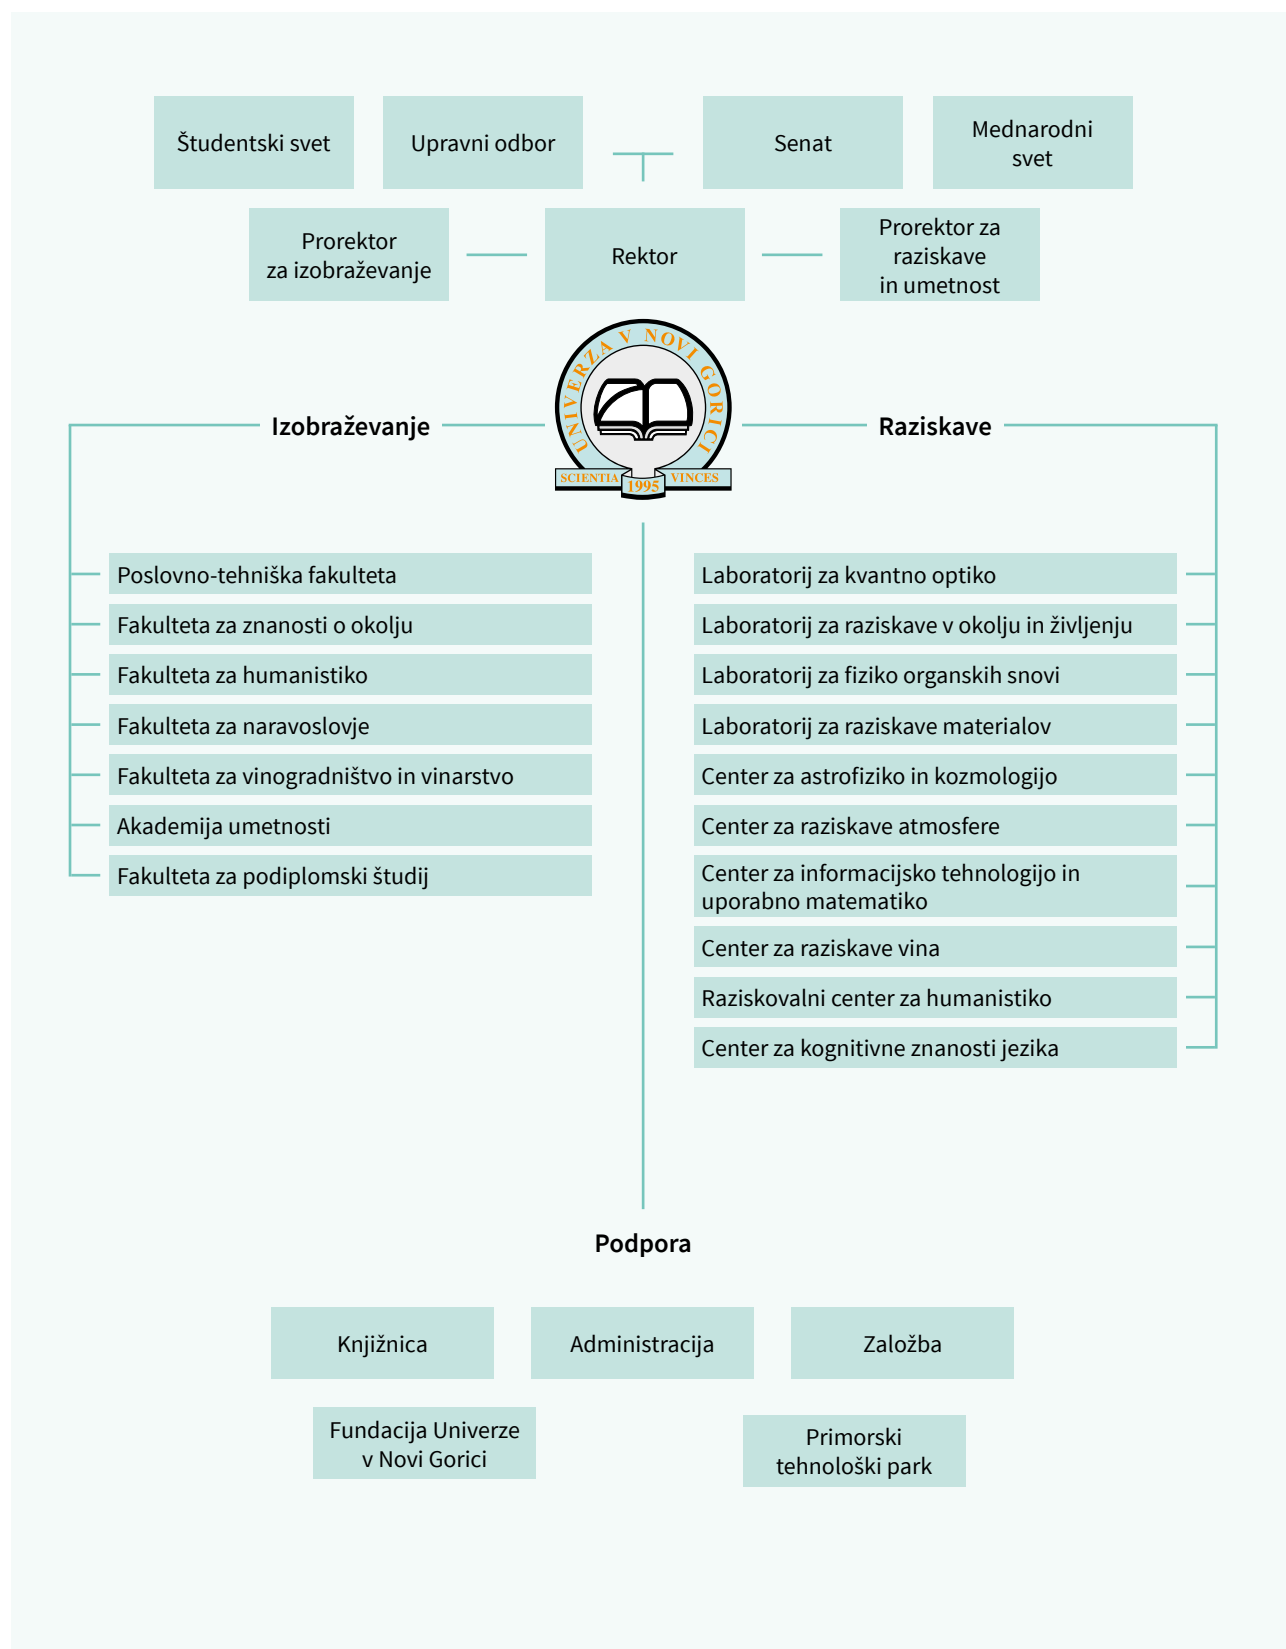 Študentski svet
Upravni odbor
Senat
Mednarodni
svet
Prorektor
za izobraževanje
Rektor
Prorektor za
raziskave
in umetnost
UNIVERZA V NOVI GORICI
SCIENTIA
1995
VINCES
Izobraževanje
Raziskave
Poslovno-tehniška fakulteta
Fakulteta za znanosti o okolju
Fakulteta za humanistiko
Fakulteta za naravoslovje
Fakulteta za vinogradništvo in vinarstvo
Akademija umetnosti
Fakulteta za podiplomski študij
Laboratorij za kvantno optiko
Laboratorij za raziskave v okolju in življenju
Laboratorij za fiziko organskih snovi
Laboratorij za raziskave materialov
Center za astrofiziko in kozmologijo
Center za raziskave atmosfere
Center za informacijsko tehnologijo in
uporabno matematiko
Center za raziskave vina
Raziskovalni center za humanistiko
Center za kognitivne znanosti jezika
Podpora
Knjižnica
Administracija
Založba
Fundacija Univerze
v Novi Gorici
Primorski
tehnološki park